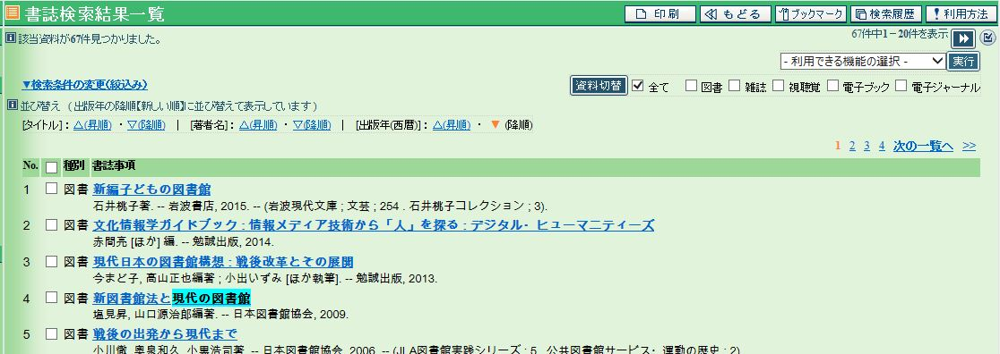 書誌検索結果一覧 印刷 もどる ブックマーク 検索履歴 利用方法
該当資料が67件見つかりました。 67件中1－20件を表示
- 利用できる機能の選択 - 実行
▼検索条件の変更(絞込み) 資料切替 全て 図書 雑誌 視聴覚 電子ブック 電子ジャーナル
並び替え （出版年の降順【新しい順】に並び替えて表示しています）
[タイトル]：△(昇順)・▽(降順) ｜ [著者名]：△(昇順)・▽(降順) ｜ [出版年(西暦)]：△(昇順)・▼(降順)
1 2 3 4 次の一覧へ >>
No. 種別 書誌事項
1 図書 新編子どもの図書館
石井桃子著. -- 岩波書店, 2015. -- (岩波現代文庫 ; 文芸 ; 254 . 石井桃子コレクション ; 3).
2 図書 文化情報学ガイドブック : 情報メディア技術から「人」を探る : デジタル・ヒューマニティーズ
赤間亮 [ほか] 編. -- 勉誠出版, 2014.
3 図書 現代日本の図書館構想 : 戦後改革とその展開
今まど子, 高山正也編著 ; 小出いずみ [ほか執筆]. -- 勉誠出版, 2013.
4 図書 新図書館法と現代の図書館
塩見昇, 山口源治郎編著. -- 日本図書館協会, 2009.
5 図書 戦後の出発から現代まで
小川徹, 奥泉和久, 小黒浩司著. -- 日本図書館協会, 2006. -- (JLA図書館実践シリーズ ; 5 . 公共図書館サービス・運動の歴史 ; 2)